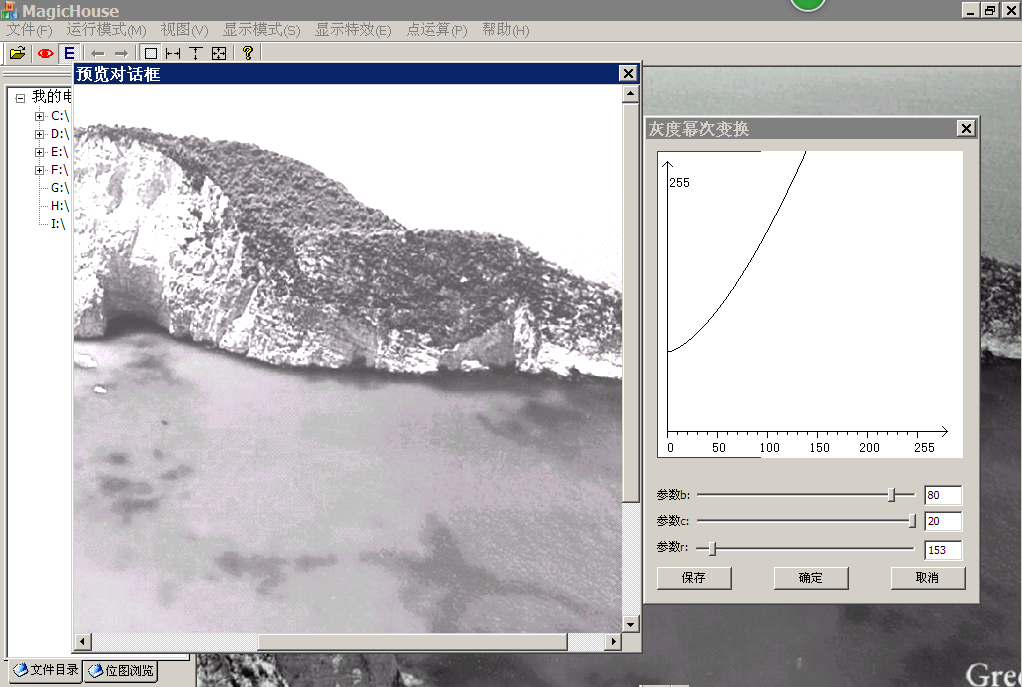 MagicHouse
文件(F) 运行模式(M) 视图(V) 显示模式(S) 显示特效(E) 点运算(P) 帮助(H)
E
预览对话框
我的
C:\
D:\
E:\
F:\
G:\
H:\
I:\
灰度幂次变换
255
0 50 100 150 200 255
参数b: 80
参数c: 20
参数r: 153
保存 确定 取消
文件目录 位图浏览
Gree